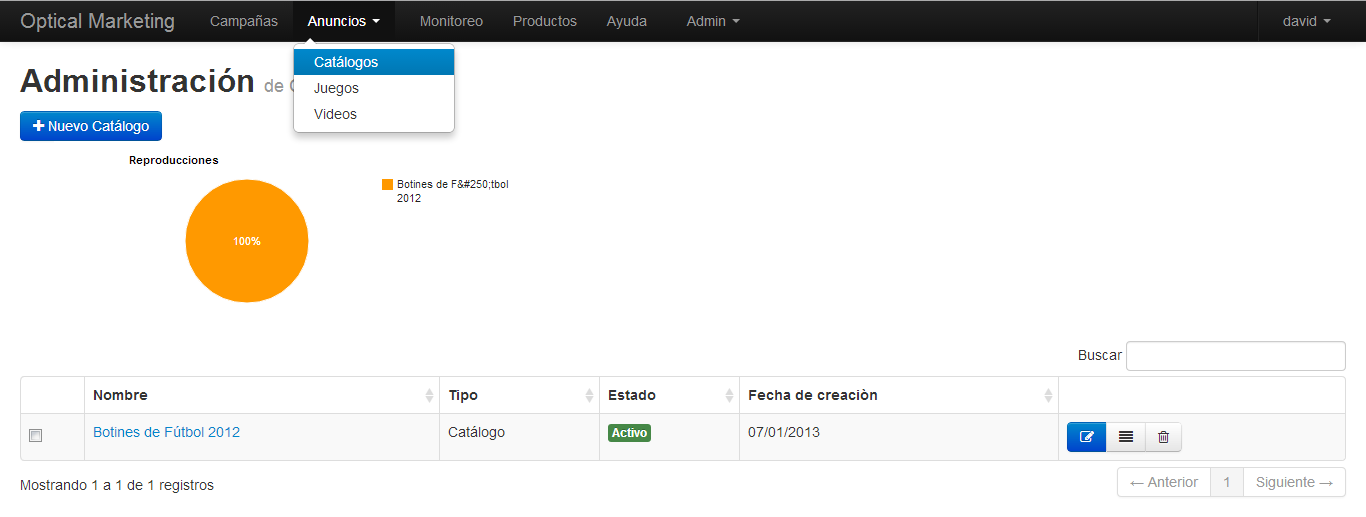 Optical Marketing Campañas Anuncios Monitoreo Productos Ayuda Admin david
Catálogos
Juegos
Videos
Administración de
+ Nuevo Catálogo
Reproducciones
100%
Botines de F&#250;tbol
2012
Buscar
Nombre Tipo Estado Fecha de creaciòn
Botines de Fútbol 2012 Catálogo Activo 07/01/2013
Mostrando 1 a 1 de 1 registros
← Anterior 1 Siguiente →